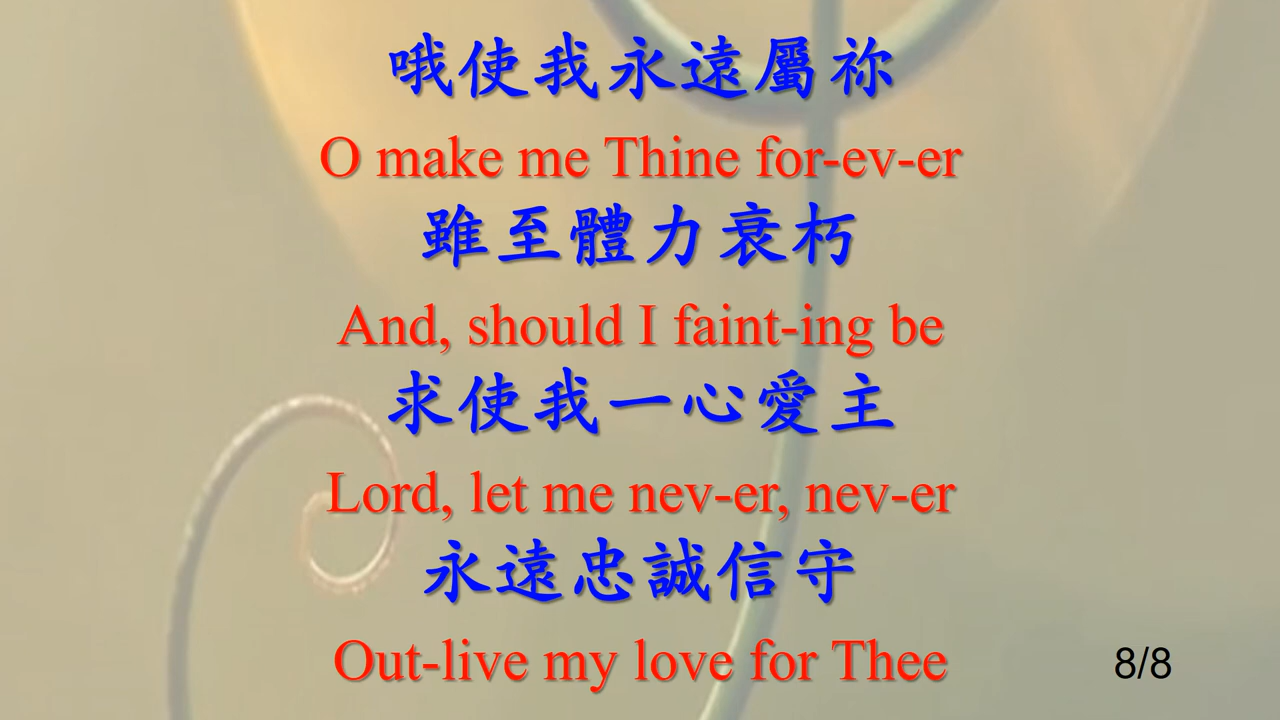 哦使我永遠屬祢
O make me Thine for-ev-er
雖至體力衰朽
And, should I faint-ing be
求使我一心愛主
Lord, let me nev-er, nev-er
永遠忠誠信守
Out-live my love for Thee
8/8